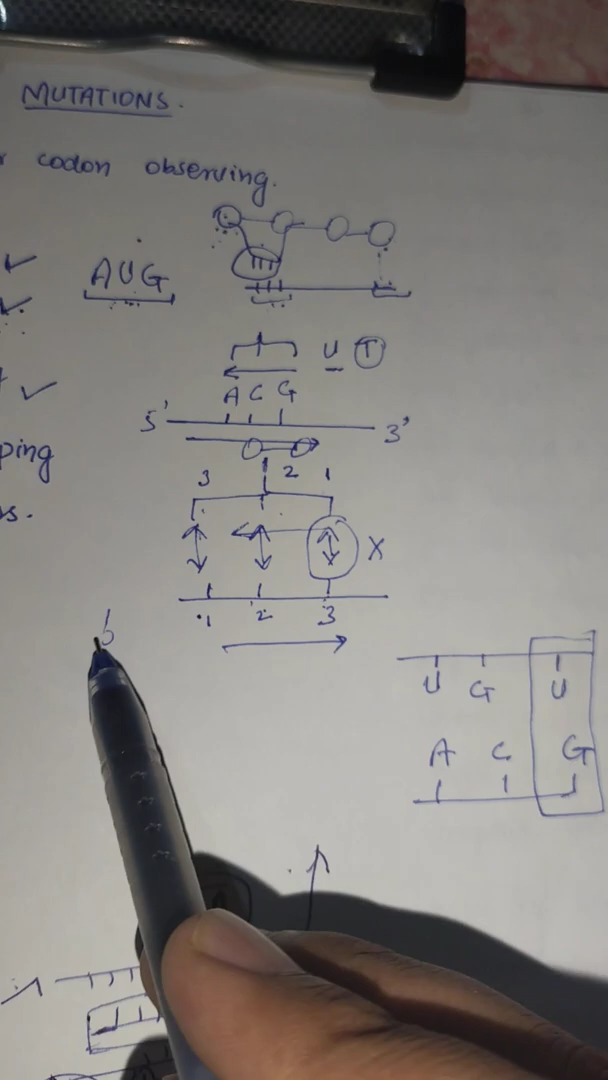 MUTATIONS.
codon observing.
AUG
U T
A C G
5' 3'
3 2 1
X
1 2 3
U G U
A C G
ping
s.